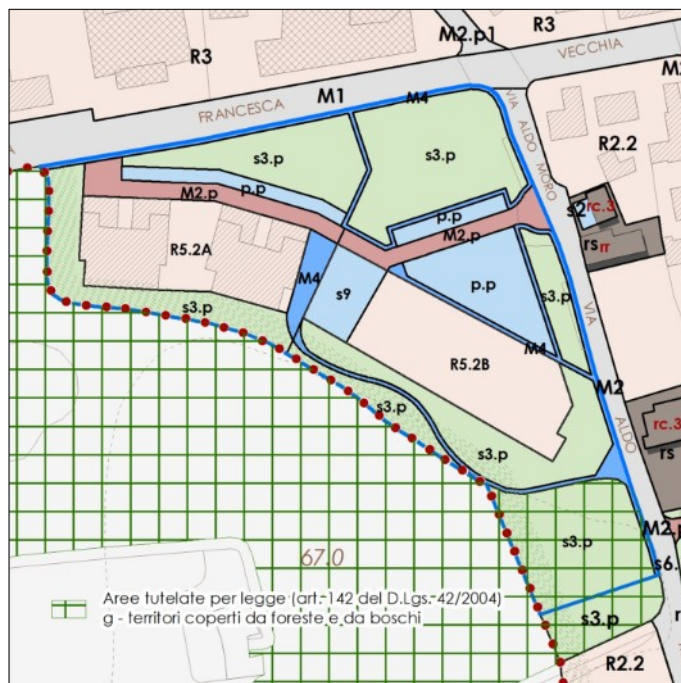 R3
M2.p1
R3
VECCHIA
FRANCESCA
M1
M4
VIA ALDO MORO
s3.p
s3.p
R2.2
M2.p
p.p
p.p
s2
rc.3
M2.p
rs
rr
R5.2A
M4
s9
p.p
s3.p
s3.p
VIA
M4
R5.2B
M2
s3.p
ALDO
rc.3
rs
s3.p
s3.p
M2.p
67.0
s6.
s3.p
R2.2
Aree tutelate per legge (art. 142 del D.Lgs. 42/2004)
g - territori coperti da foreste e da boschi